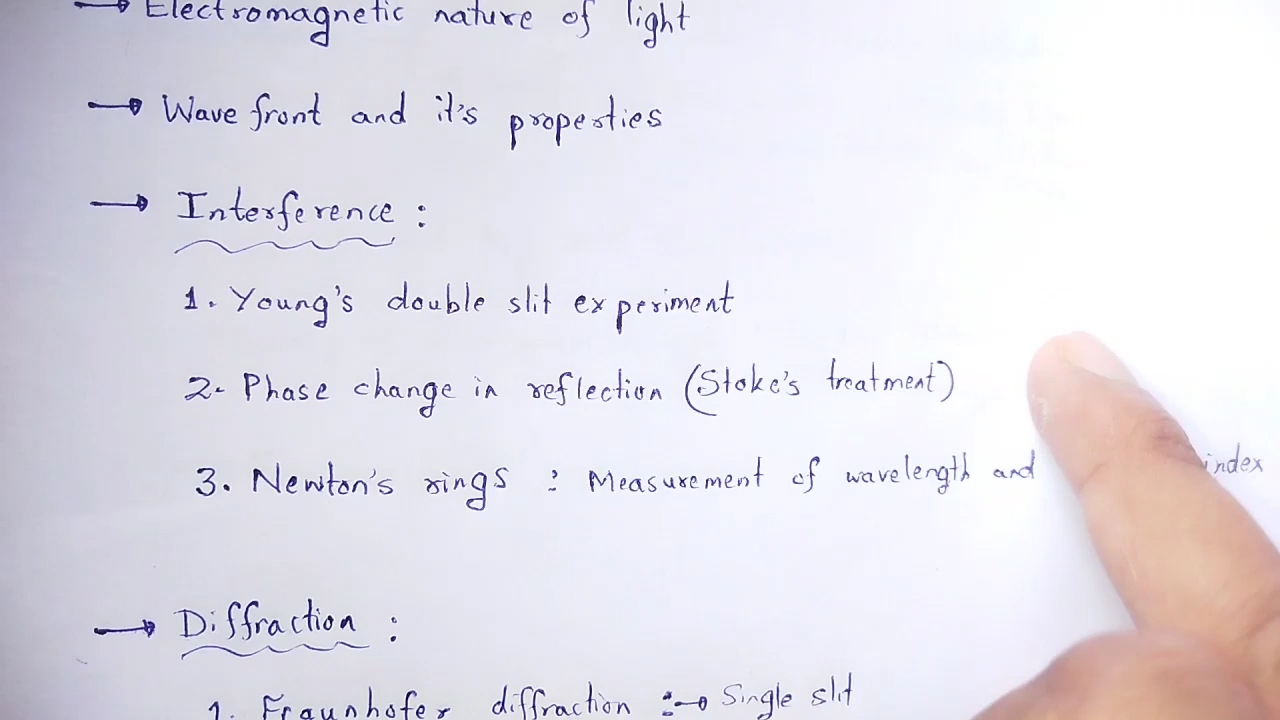 → Electromagnetic nature of light
→ Wave front and it's properties
→ Interference :
1. Young's double slit experiment
2- Phase change in reflection (Stoke's treatment)
3. Newton's rings : Measurement of wavelength and index
→ Diffraction :
1. Fraunhofer diffraction :→ Single slit